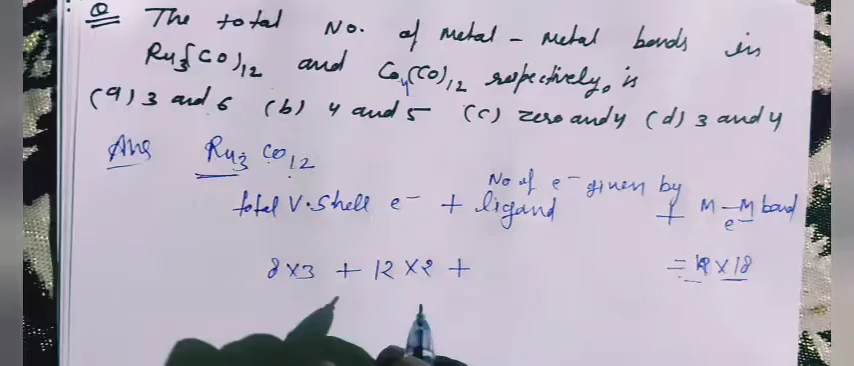 Q The total No. of metal - metal bonds in
Ru3(CO)12 and Co4(CO)12 respectively, is
(a) 3 and 6 (b) 4 and 5 (c) zero and 4 (d) 3 and 4
Ans Ru3 CO12
No of e- given by
total V. Shell e- + ligand + M-M bond
e-
8×3 + 12×2 + = × 18